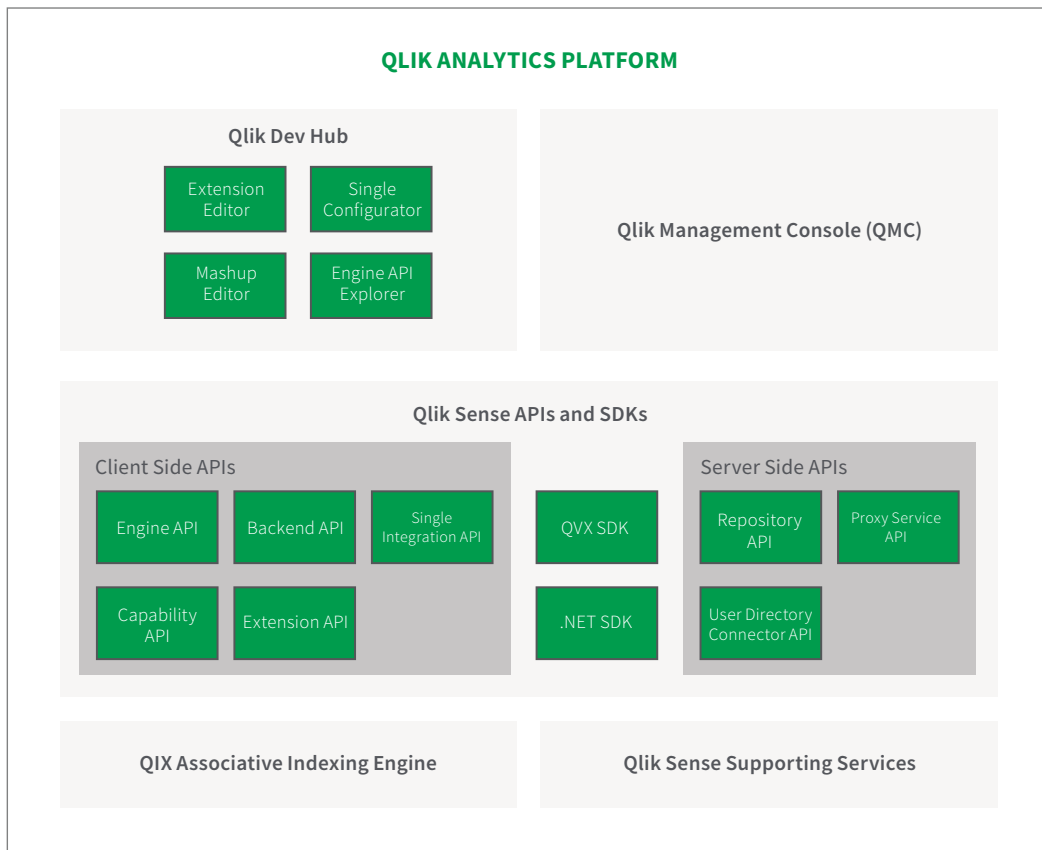 QLIK ANALYTICS PLATFORM
Qlik Dev Hub
Extension
Editor
Single
Configurator
Mashup
Editor
Engine API
Explorer
Qlik Management Console (QMC)
Qlik Sense APIs and SDKs
Client Side APIs
Engine API
Backend API
Single
Integration API
Capability
API
Extension API
QVX SDK
.NET SDK
Server Side APIs
Repository
API
Proxy Service
API
User Directory
Connector API
QIX Associative Indexing Engine
Qlik Sense Supporting Services